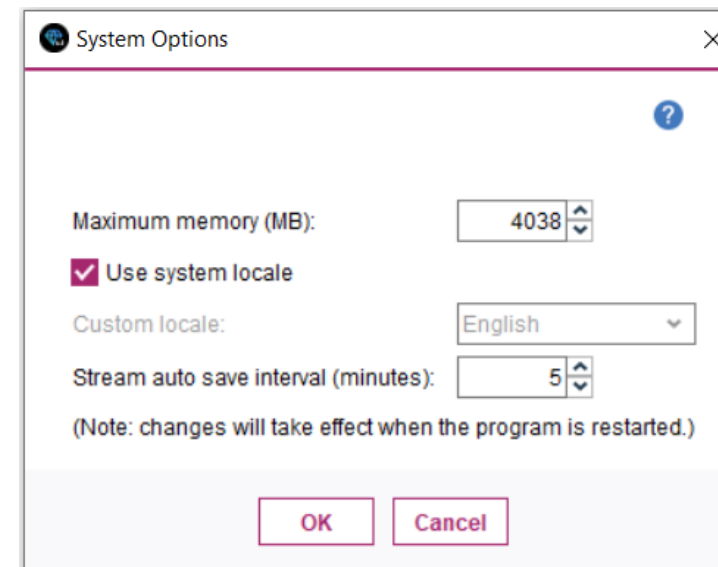 System Options
?
Maximum memory (MB): 4038
Use system locale
Custom locale: English
Stream auto save interval (minutes): 5
(Note: changes will take effect when the program is restarted.)
OK Cancel